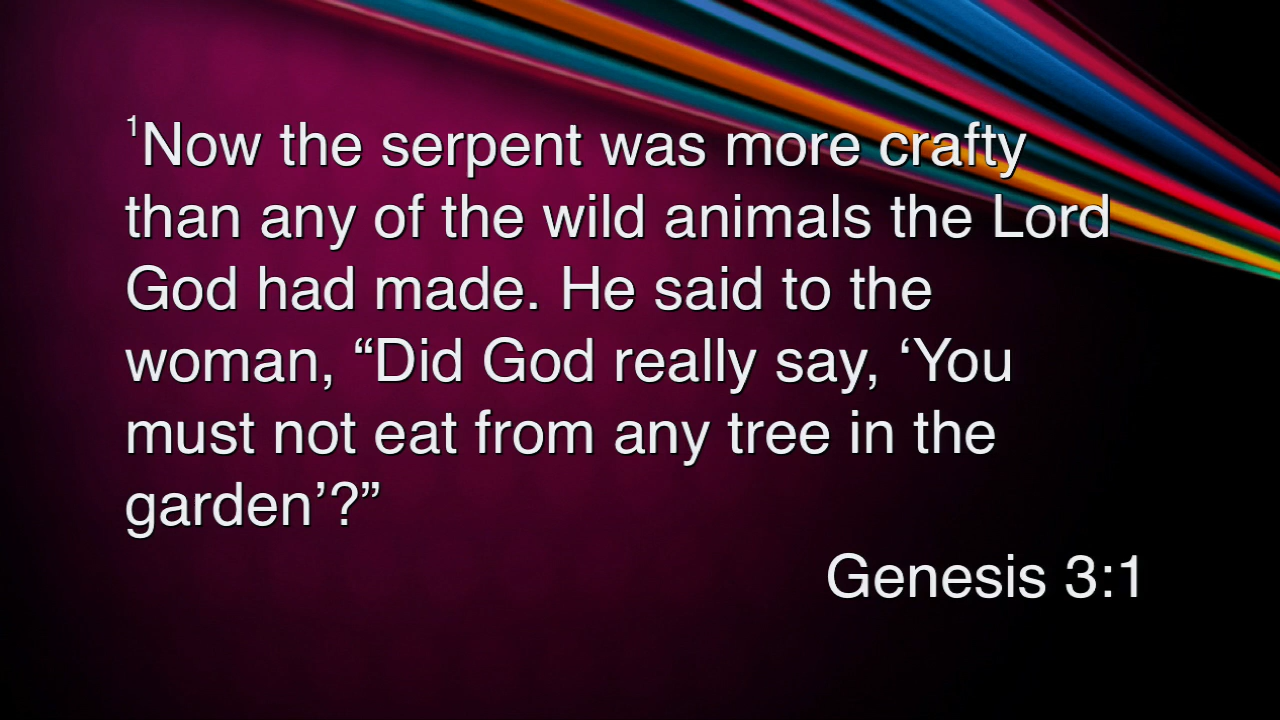 ¹Now the serpent was more crafty
than any of the wild animals the Lord
God had made. He said to the
woman, “Did God really say, ‘You
must not eat from any tree in the
garden’?”
Genesis 3:1